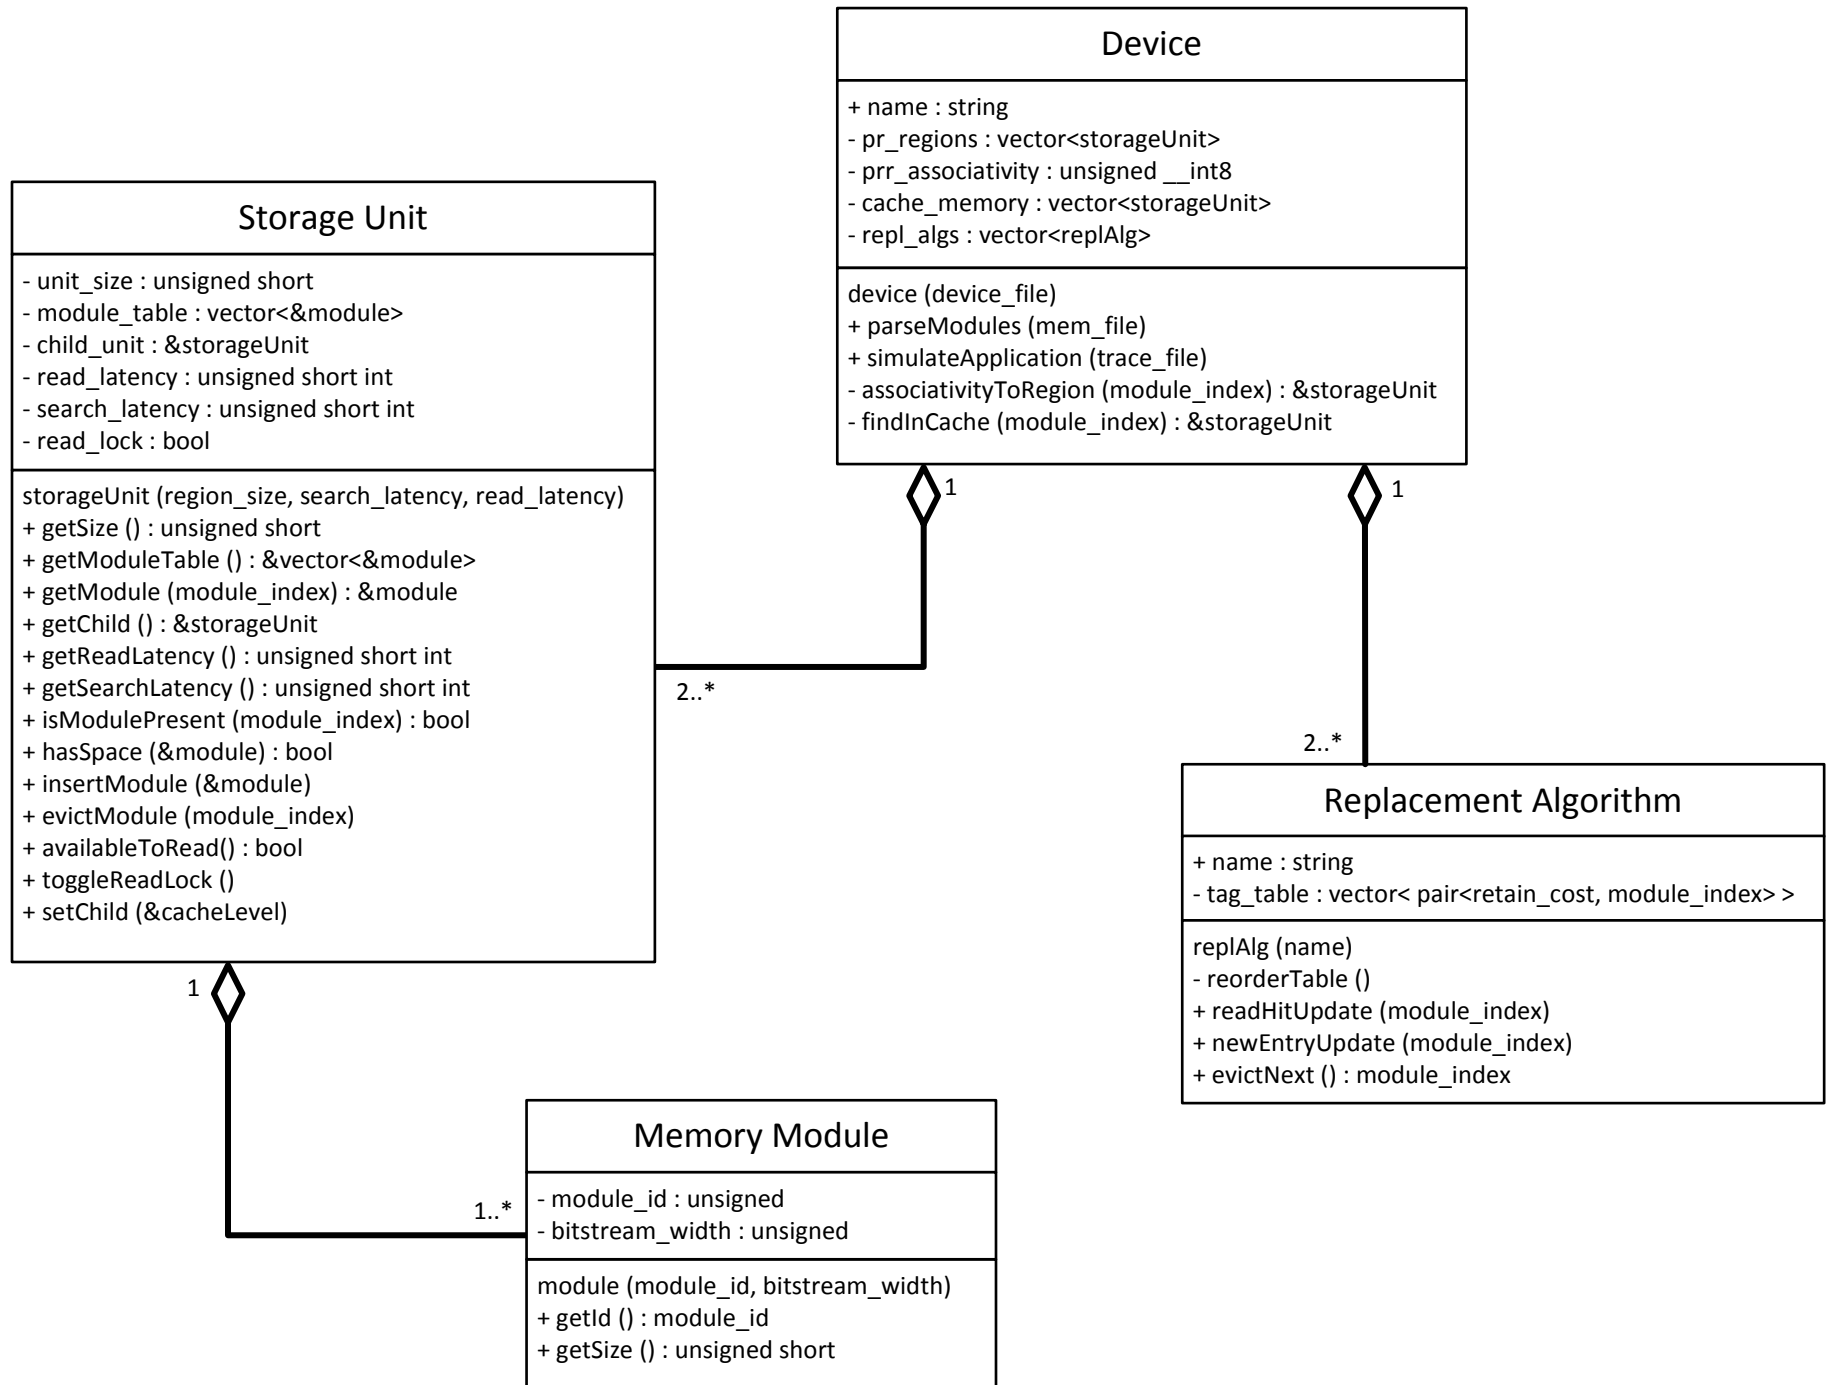 Device
+ name : string
- pr_regions : vector<storageUnit>
- prr_associativity : unsigned __int8
- cache_memory : vector<storageUnit>
- repl_algs : vector<replAlg>
device (device_file)
+ parseModules (mem_file)
+ simulateApplication (trace_file)
- associativityToRegion (module_index) : &storageUnit
- findInCache (module_index) : &storageUnit
Storage Unit
- unit_size : unsigned short
- module_table : vector<&module>
- child_unit : &storageUnit
- read_latency : unsigned short int
- search_latency : unsigned short int
- read_lock : bool
storageUnit (region_size, search_latency, read_latency)
+ getSize () : unsigned short
+ getModuleTable () : &vector<&module>
+ getModule (module_index) : &module
+ getChild () : &storageUnit
+ getReadLatency () : unsigned short int
+ getSearchLatency () : unsigned short int
+ isModulePresent (module_index) : bool
+ hasSpace (&module) : bool
+ insertModule (&module)
+ evictModule (module_index)
+ availableToRead() : bool
+ toggleReadLock ()
+ setChild (&cacheLevel)
1
1
2..*
2..*
Replacement Algorithm
+ name : string
- tag_table : vector< pair<retain_cost, module_index> >
replAlg (name)
- reorderTable ()
+ readHitUpdate (module_index)
+ newEntryUpdate (module_index)
+ evictNext () : module_index
1
1..*
Memory Module
- module_id : unsigned
- bitstream_width : unsigned
module (module_id, bitstream_width)
+ getId () : module_id
+ getSize () : unsigned short